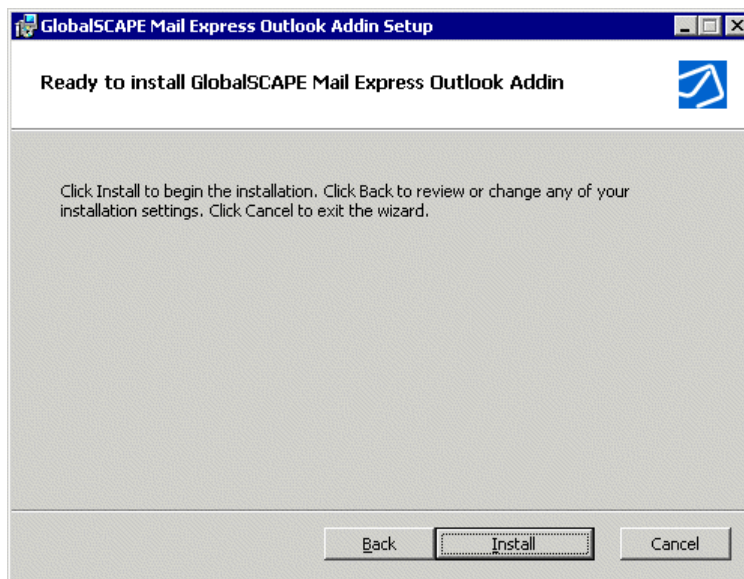 GlobalSCAPE Mail Express Outlook Addin Setup
Ready to install GlobalSCAPE Mail Express Outlook Addin
Click Install to begin the installation. Click Back to review or change any of your
installation settings. Click Cancel to exit the wizard.
Back Install Cancel